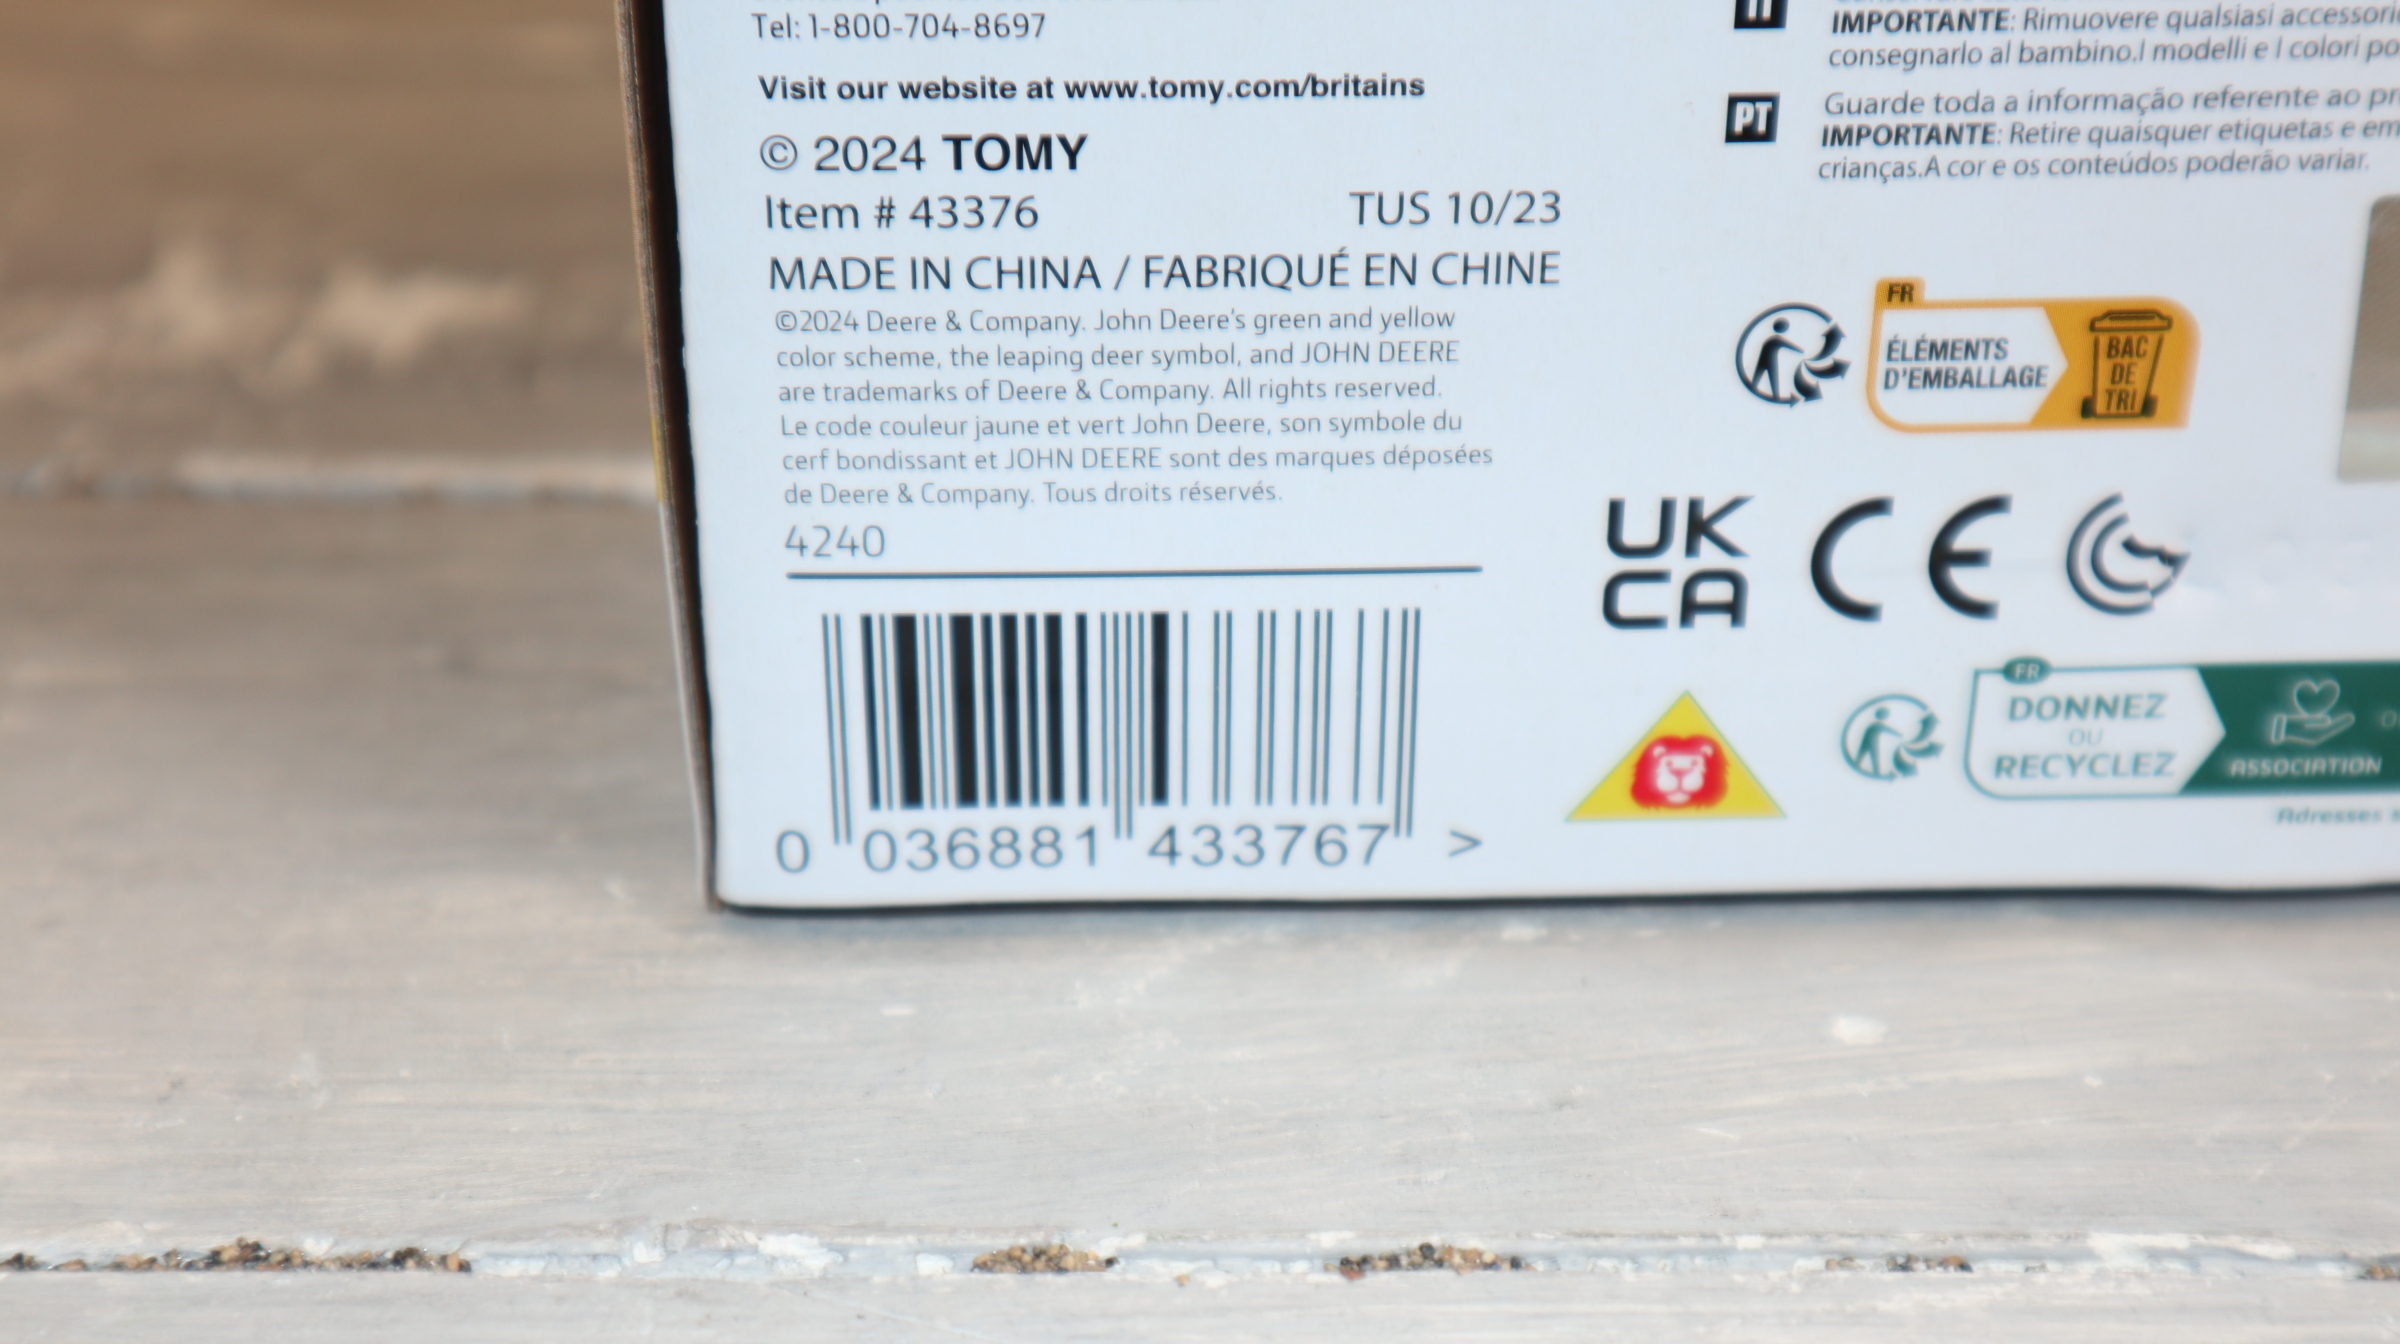 Tel: 1-800-704-8697
Visit our website at www.tomy.com/britains
© 2024 TOMY
Item # 43376 TUS 10/23
MADE IN CHINA / FABRIQUÉ EN CHINE
©2024 Deere & Company. John Deere's green and yellow
color scheme, the leaping deer symbol, and JOHN DEERE
are trademarks of Deere & Company. All rights reserved.
Le code couleur jaune et vert John Deere, son symbole du
cerf bondissant et JOHN DEERE sont des marques déposées
de Deere & Company. Tous droits réservés.
4240
0 036881 433767 >
IT
IMPORTANTE: Rimuovere qualsiasi accessori
consegnarlo al bambino.I modelli e I colori po
PT
Guarde toda a informação referente ao pr
IMPORTANTE: Retire quaisquer etiquetas e em
crianças.A cor e os conteúdos poderão variar.
FR
ÉLÉMENTS
D'EMBALLAGE
BAC
DE
TRI
UK
CA
CE
FR
DONNEZ
OU
RECYCLEZ
ASSOCIATION
Adresses